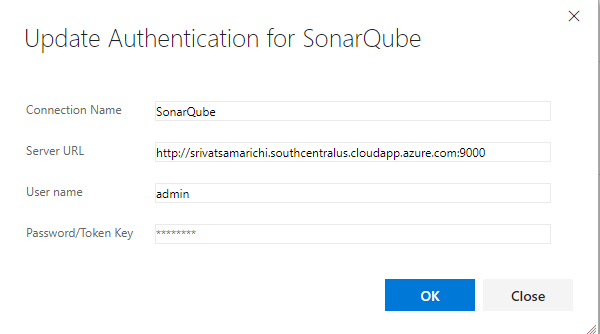 Update Authentication for SonarQube
Connection Name SonarQube
Server URL http://srivatsamarichi.southcentralus.cloudapp.azure.com:9000
User name admin
Password/Token Key ********
OK Close